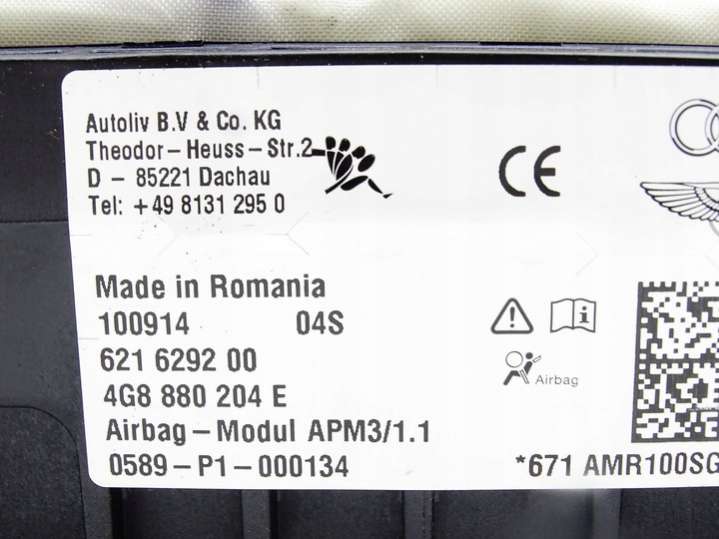 Autoliv B.V & Co. KG
Theodor-Heuss-Str.2
D - 85221 Dachau
Tel: +49 8131 295 0
CE
Made in Romania
100914 04S
621 6292 00
4G8 880 204 E
Airbag
Airbag-Modul APM3/1.1
0589-P1-000134 *671 AMR100SG